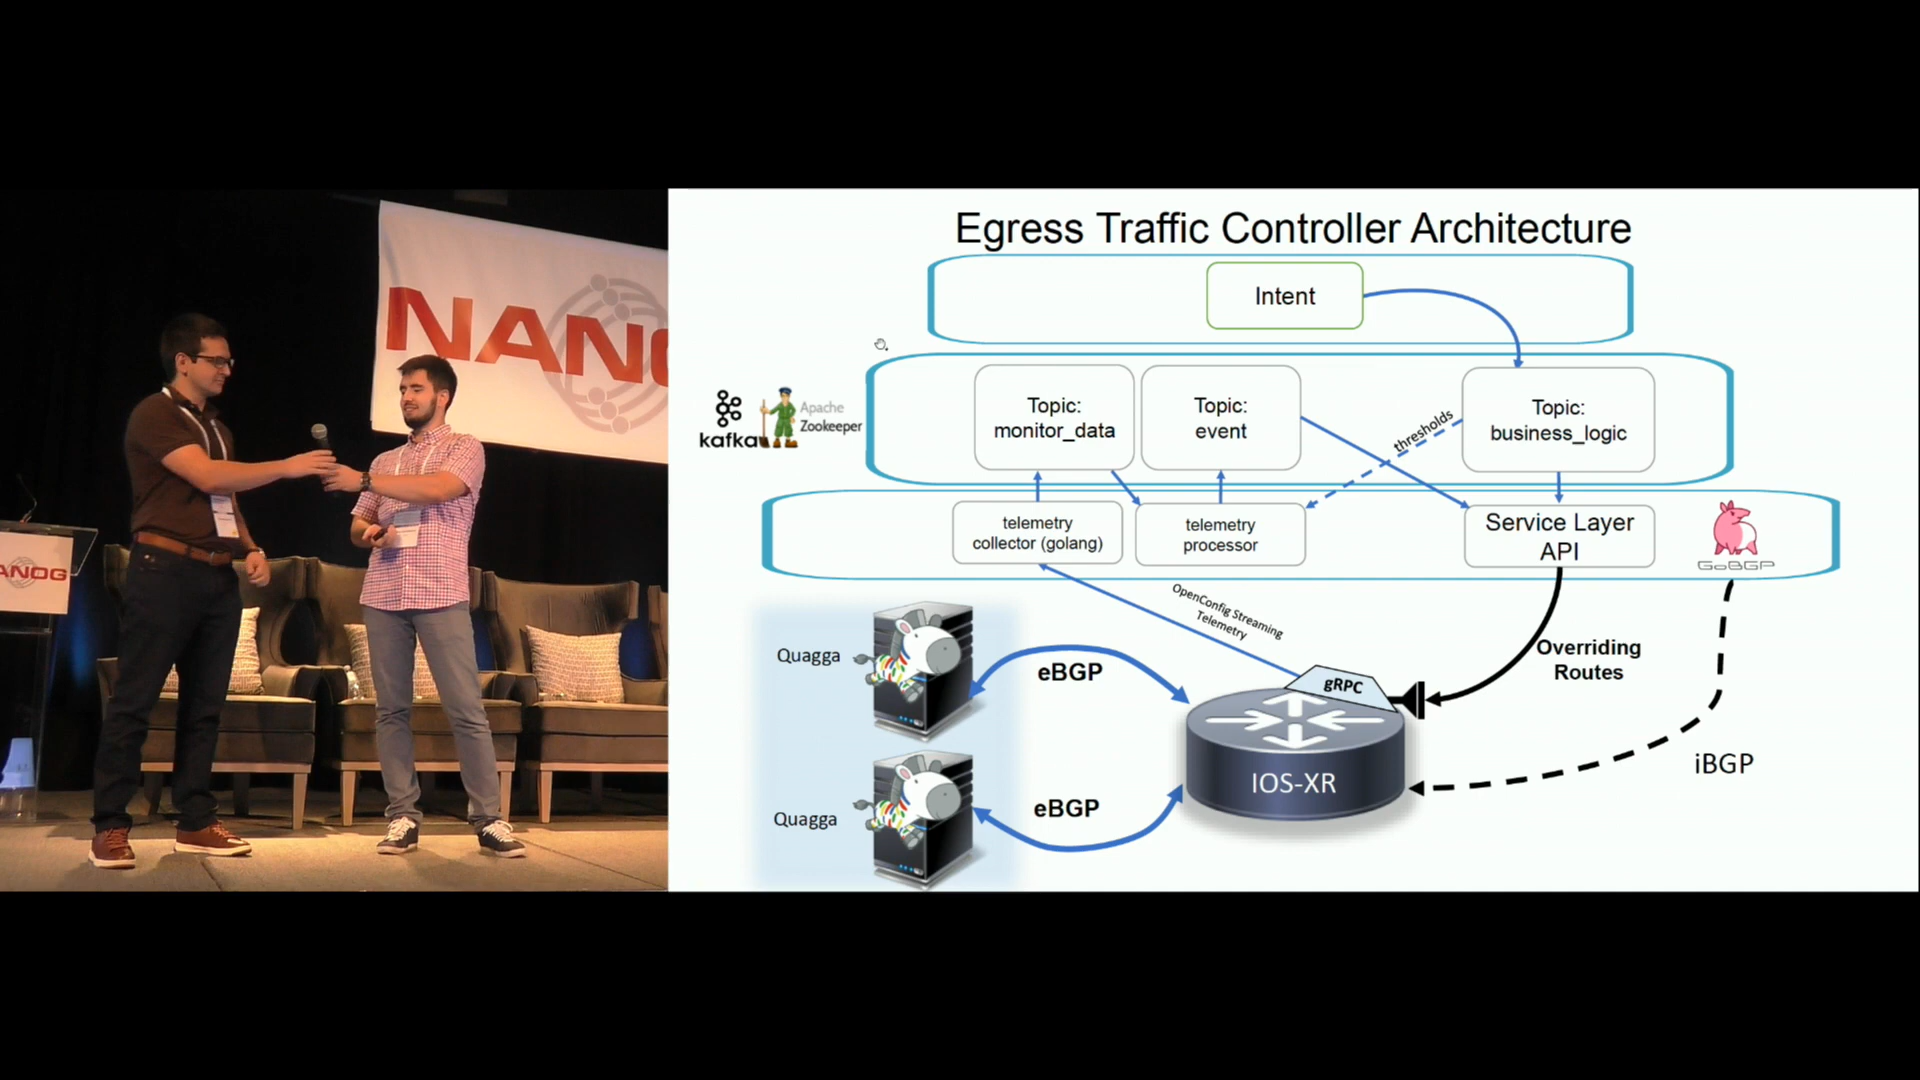 NANO
ANOG
Egress Traffic Controller Architecture
Intent
kafka
Apache
Zookeeper
Topic:
monitor_data
Topic:
event
thresholds
Topic:
business_logic
telemetry
collector (golang)
telemetry
processor
Service Layer
API
GoBGP
OpenConfig Streaming
Telemetry
Quagga
eBGP
gRPC
Overriding
Routes
IOS-XR
iBGP
Quagga
eBGP